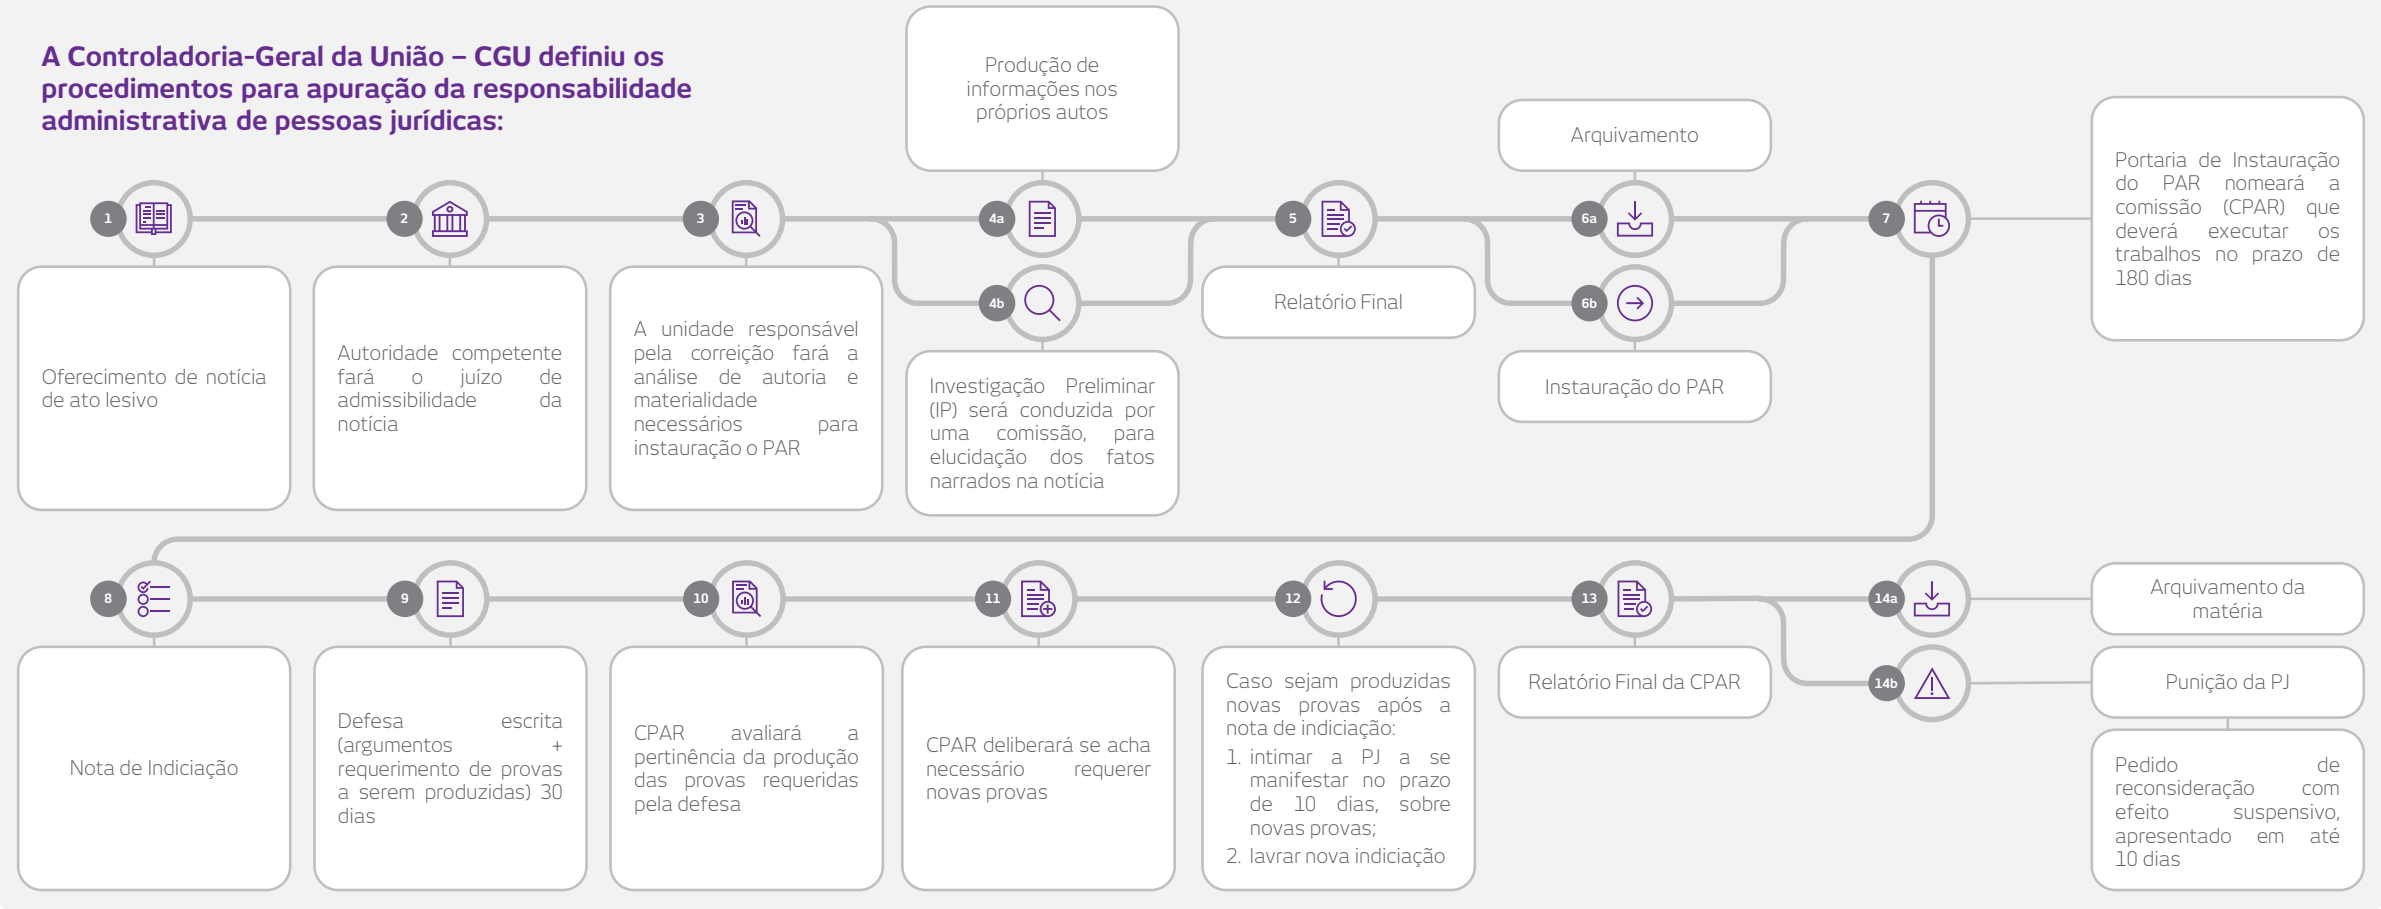 A Controladoria-Geral da União – CGU definiu os
procedimentos para apuração da responsabilidade
administrativa de pessoas jurídicas:
1
Oferecimento de notícia
de ato lesivo
2
Autoridade competente
fará o juízo de
admissibilidade da
notícia
3
A unidade responsável
pela correição fará a
análise de autoria e
materialidade
necessários para
instauração o PAR
Produção de
informações nos
próprios autos
4a
4b
Investigação Preliminar
(IP) será conduzida por
uma comissão, para
elucidação dos fatos
narrados na notícia
5
Relatório Final
Arquivamento
6a
6b
Instauração do PAR
7
Portaria de Instauração
do PAR nomeará a
comissão (CPAR) que
deverá executar os
trabalhos no prazo de
180 dias
8
Nota de Indiciação
9
Defesa escrita
(argumentos +
requerimento de provas
a serem produzidas) 30
dias
10
CPAR avaliará a
pertinência da produção
das provas requeridas
pela defesa
11
CPAR deliberará se acha
necessário requerer
novas provas
12
Caso sejam produzidas
novas provas após a
nota de indiciação:
1. intimar a PJ a se
manifestar no prazo
de 10 dias, sobre
novas provas;
2. lavrar nova indiciação
13
Relatório Final da CPAR
14a
Arquivamento da
matéria
14b
Punição da PJ
Pedido de
reconsideração com
efeito suspensivo,
apresentado em até
10 dias